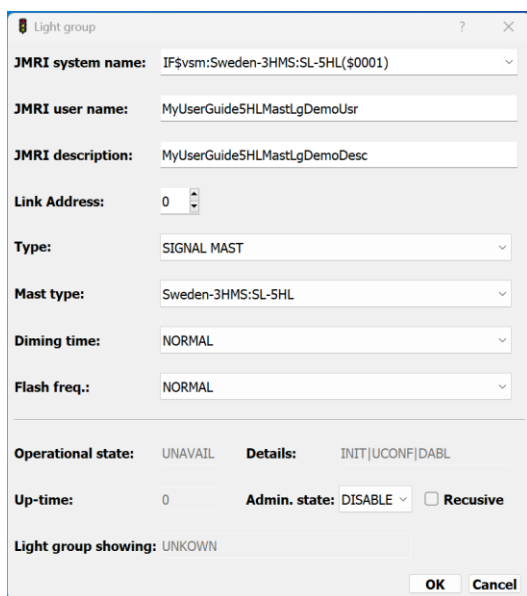 Light group
JMRI system name: IF$vsm:Sweden-3HMS:SL-5HL($0001)
JMRI user name: MyUserGuide5HLMastLgDemoUsr
JMRI description: MyUserGuide5HLMastLgDemoDesc
Link Address: 0
Type: SIGNAL MAST
Mast type: Sweden-3HMS:SL-5HL
Diming time: NORMAL
Flash freq.: NORMAL
Operational state: UNAVAIL Details: INIT|UCONF|DABL
Up-time: 0 Admin. state: DISABLE Recusive
Light group showing: UNKOWN
OK Cancel